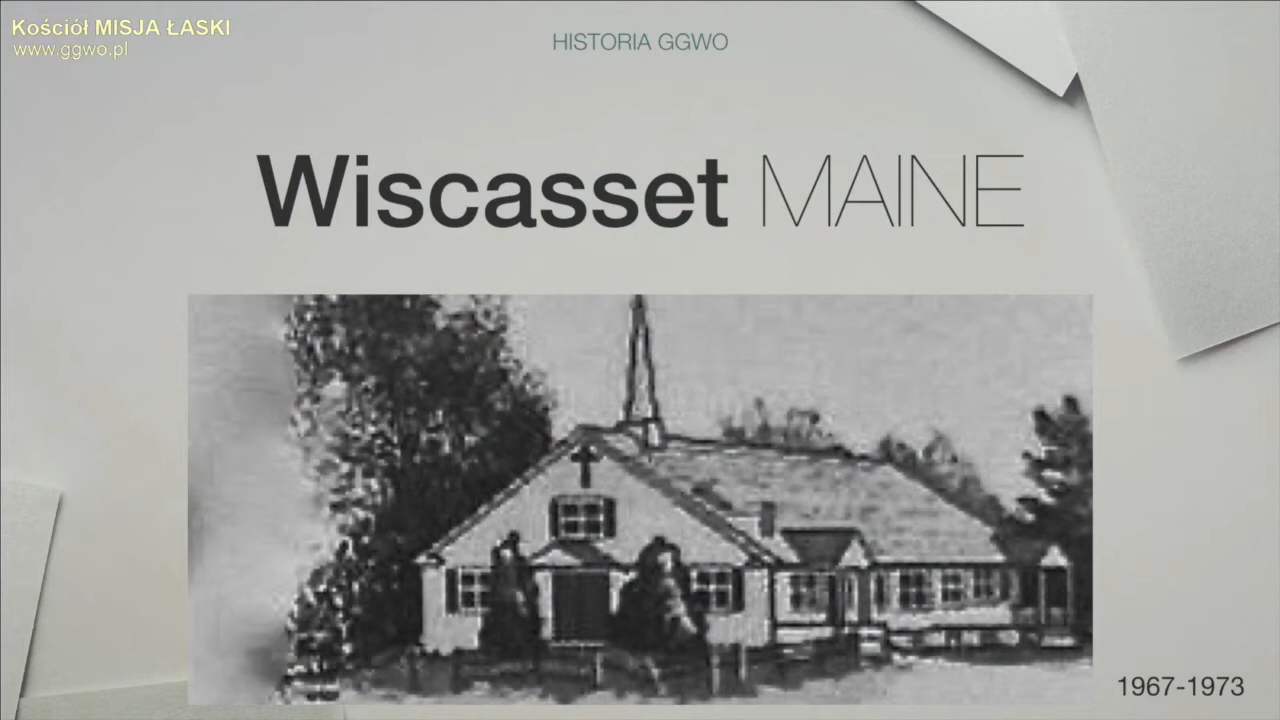 Kościół MISJA ŁASKI
www.ggwo.pl
HISTORIA GGWO
Wiscasset MAINE
1967-1973